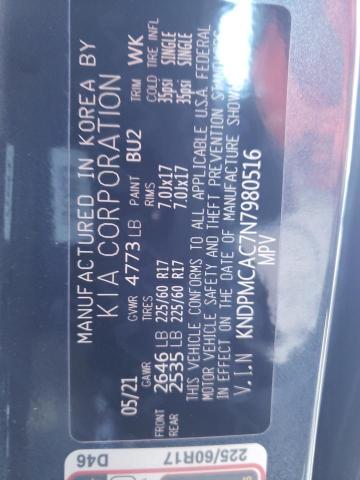 MANUFACTURED IN KOREA BY
KIA CORPORATION
05/21 GVWR 4773 LB PAINT BU2 TRIM WK
GAWR TIRES RIMS COLD TIRE INFL
FRONT 2646 LB 225/60 R17 7.0Jx17 35psi SINGLE
REAR 2535 LB 225/60 R17 7.0Jx17 35psi SINGLE
THIS VEHICLE CONFORMS TO ALL APPLICABLE U.S.A. FEDERAL
MOTOR VEHICLE SAFETY AND THEFT PREVENTION STANDARDS
IN EFFECT ON THE DATE OF MANUFACTURE SHOWN
V.I.N KNDPMCAC7N7980516
MPV
D46 225/60R17